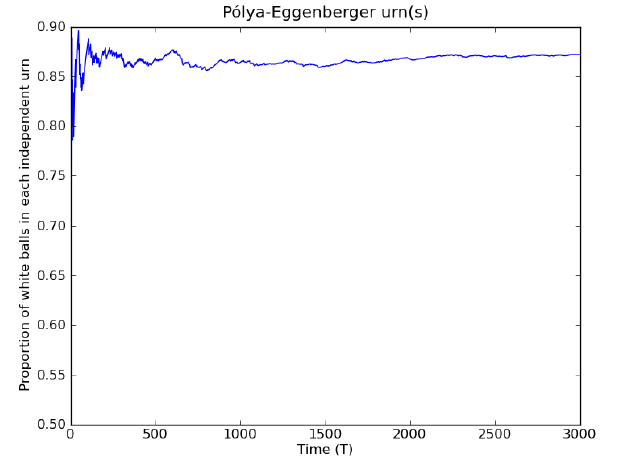 Pólya-Eggenberger urn(s)
Proportion of white balls in each independent urn
0.90
0.85
0.80
0.75
0.70
0.65
0.60
0.55
0.50
0 500 1000 1500 2000 2500 3000
Time (T)